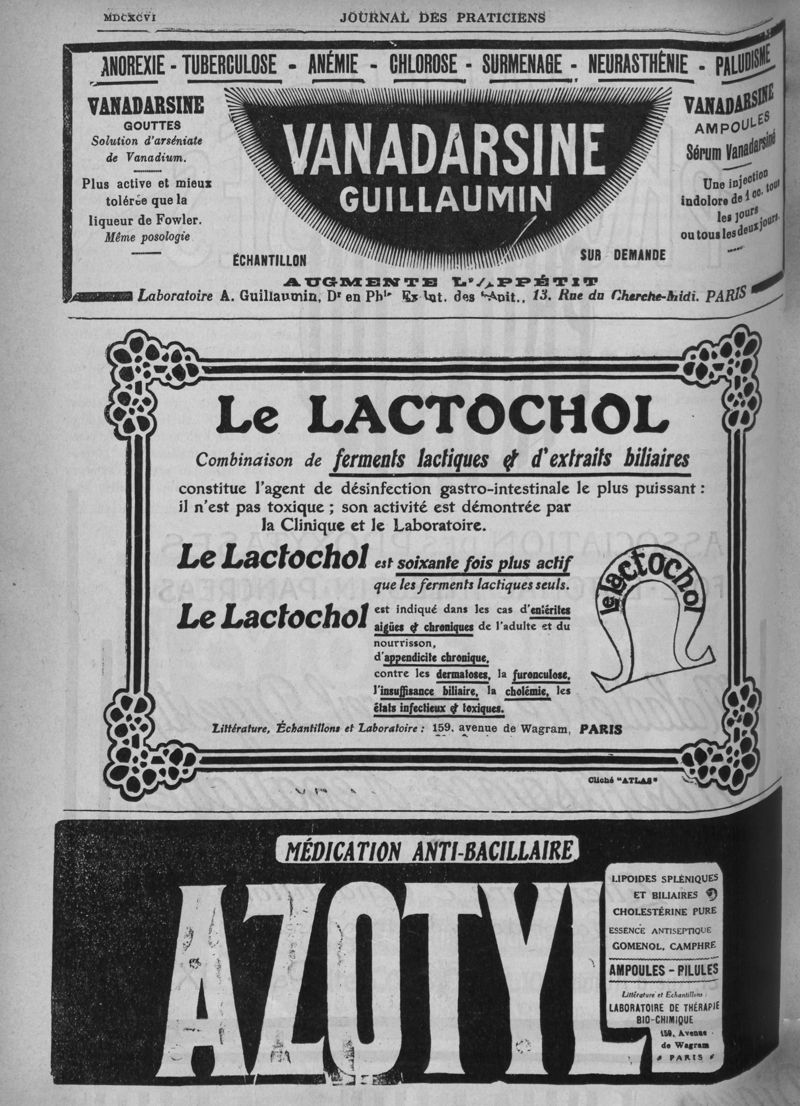 MDCXCVI
JOURNAL DES PRATICIENS
ANOREXIE - TUBERCULOSE - ANÉMIE - CHLOROSE - SURMENAGE - NEURASTHÉNIE - PALUDISME
VANADARSINE
GOUTTES
Solution d'arséniate
de Vanadium.
Plus active et mieux
tolérée que la
liqueur de Fowler.
Même posologie
VANADARSINE
GUILLAUMIN
VANADARSINE
AMPOULES
Sérum Vanadarsiné
Une injection
indolore de 1 cc. tous
les jours
ou tous les deux jours.
ÉCHANTILLON
SUR DEMANDE
AUGMENTE L'APPÉTIT
Laboratoire A. Guillaumin, Dr en Phie Ex Int. des Hôpit., 13, Rue du Cherche-Midi. PARIS
Le LACTOCHOL
Combinaison de ferments lactiques & d'extraits biliaires
constitue l'agent de désinfection gastro-intestinale le plus puissant :
il n'est pas toxique ; son activité est démontrée par
la Clinique et le Laboratoire.
Le Lactochol est soixante fois plus actif
que les ferments lactiques seuls.
Le Lactochol est indiqué dans les cas d'entérites
aigües & chroniques de l'adulte et du
nourrisson,
d'appendicite chronique,
contre les dermatoses, la furonculose,
l'insuffisance biliaire, la cholémie, les
états infectieux & toxiques.
le lactochol
Littérature, Échantillons et Laboratoire : 159, avenue de Wagram, PARIS
Cliché "ATLAS"
MÉDICATION ANTI-BACILLAIRE
AZOTYL
LIPOIDES SPLÉNIQUES
ET BILIAIRES
CHOLESTÉRINE PURE
ESSENCE ANTISEPTIQUE
GOMENOL, CAMPHRE
AMPOULES - PILULES
Littérature et Echantillons :
LABORATOIRE DE THÉRAPIE
BIO-CHIMIQUE
159, Avenue
de Wagram
PARIS